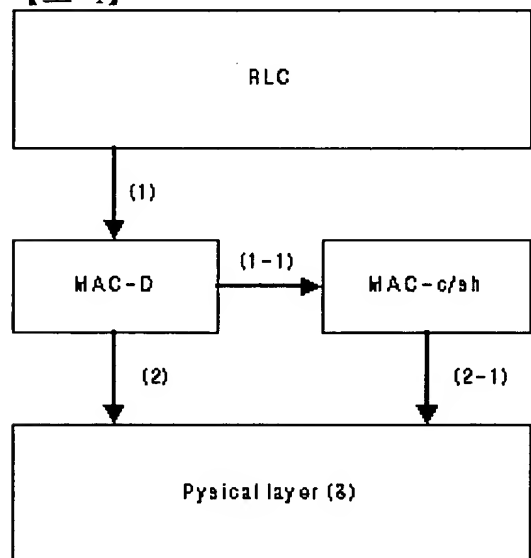 RLC
(1)
MAC-D
(1-1)
MAC-c/sh
(2)
(2-1)
Pysical layer (3)